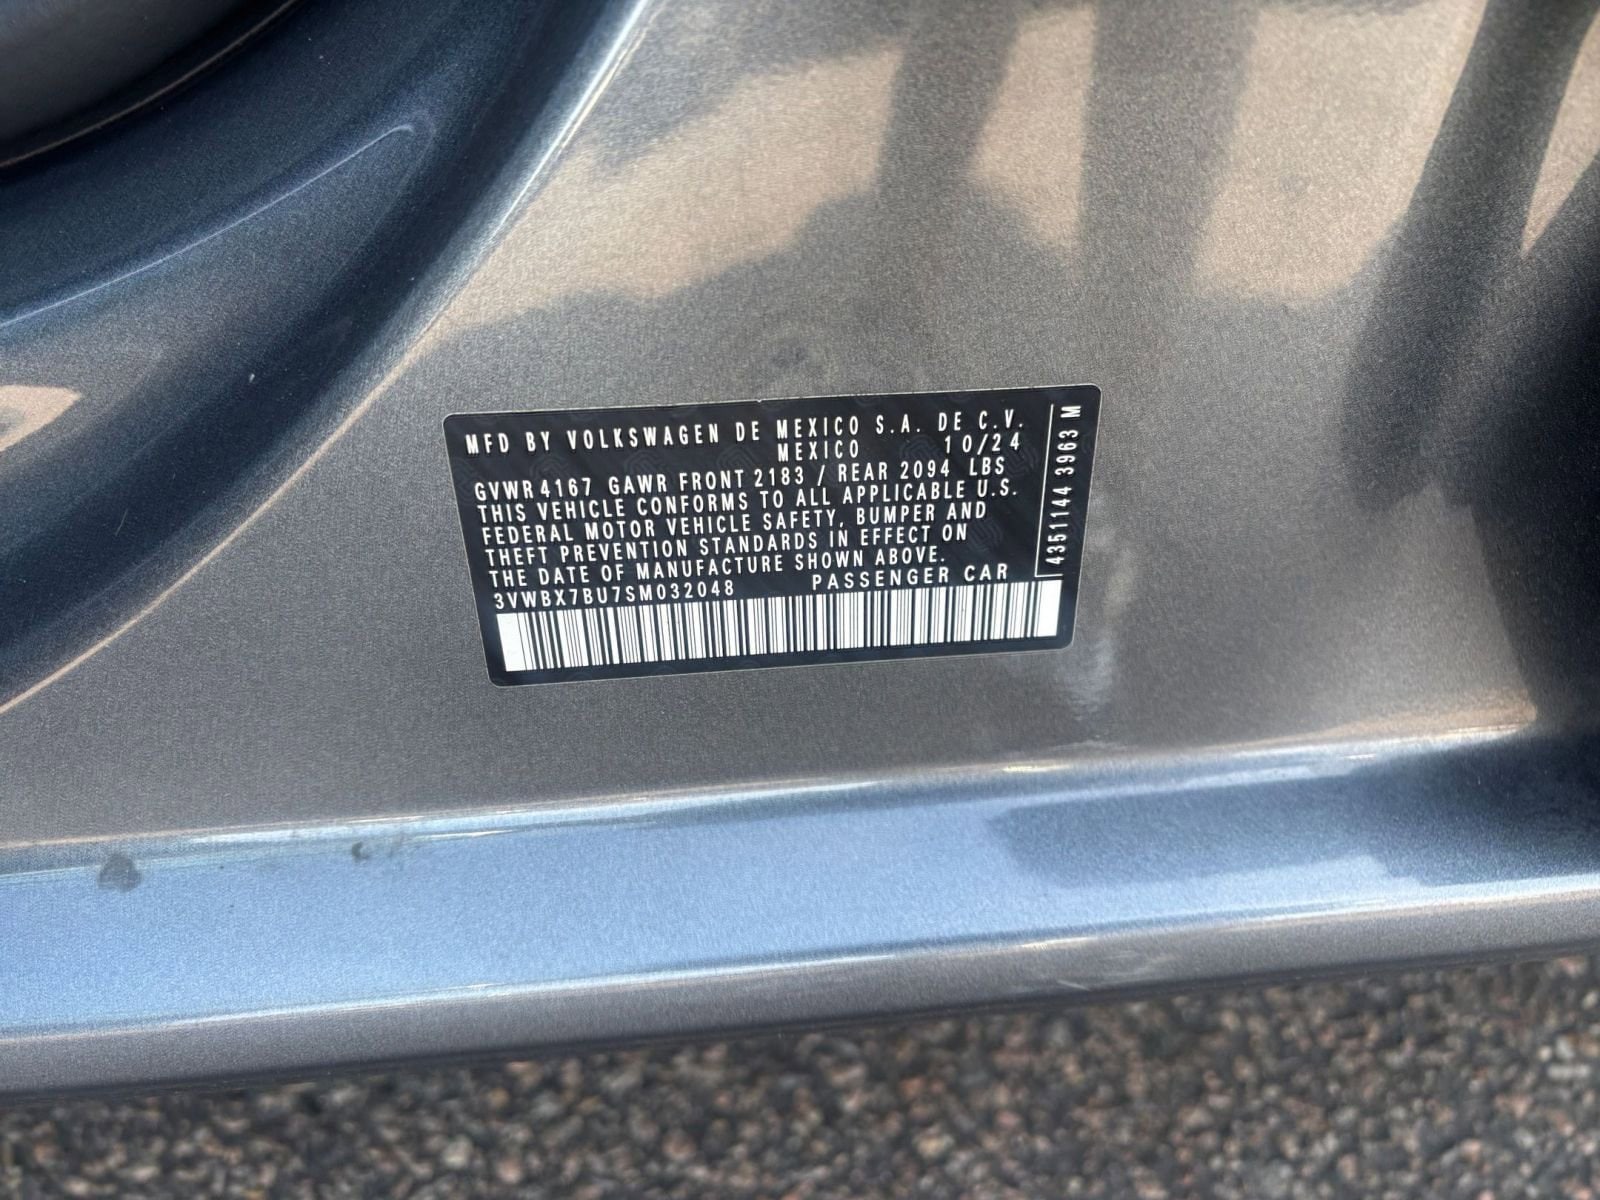 MFD BY VOLKSWAGEN DE MEXICO S.A. DE C.V.
MEXICO 10/24
GVWR 4167 GAWR FRONT 2183 / REAR 2094 LBS
THIS VEHICLE CONFORMS TO ALL APPLICABLE U.S.
FEDERAL MOTOR VEHICLE SAFETY, BUMPER AND
THEFT PREVENTION STANDARDS IN EFFECT ON
THE DATE OF MANUFACTURE SHOWN ABOVE.
3VWBX7BU7SM032048 PASSENGER CAR
4351144 3963 M